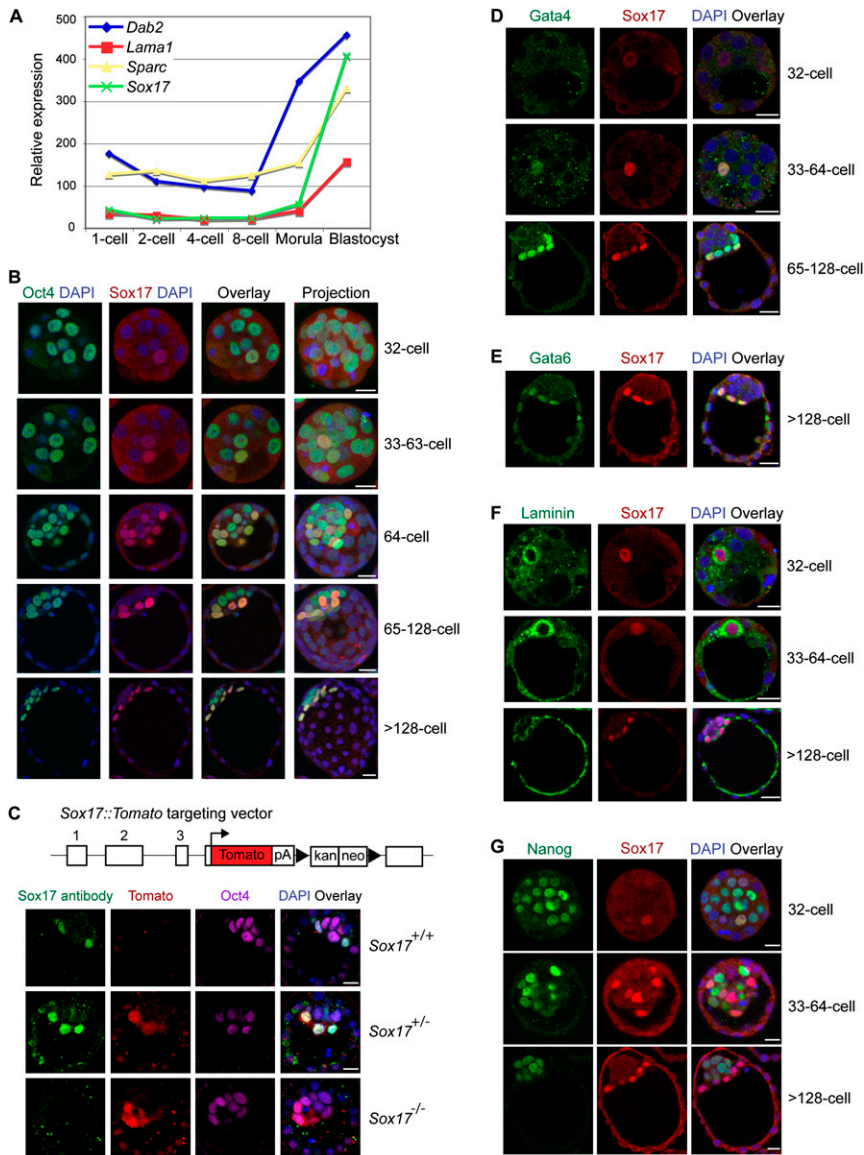 A
Relative expression
500
400
300
200
100
0
Dab2
Lama1
Sparc
Sox17
1-cell 2-cell 4-cell 8-cell Morula Blastocyst
B
Oct4 DAPI Sox17 DAPI Overlay Projection
32-cell
33-63-cell
64-cell
65-128-cell
>128-cell
C
Sox17::Tomato targeting vector
1 2 3
Tomato pA kan neo
Sox17 antibody Tomato Oct4 DAPI Overlay
Sox17+/+
Sox17+/-
Sox17-/-
D
Gata4 Sox17 DAPI Overlay
32-cell
33-64-cell
65-128-cell
E
Gata6 Sox17 DAPI Overlay
>128-cell
F
Laminin Sox17 DAPI Overlay
32-cell
33-64-cell
>128-cell
G
Nanog Sox17 DAPI Overlay
32-cell
33-64-cell
>128-cell